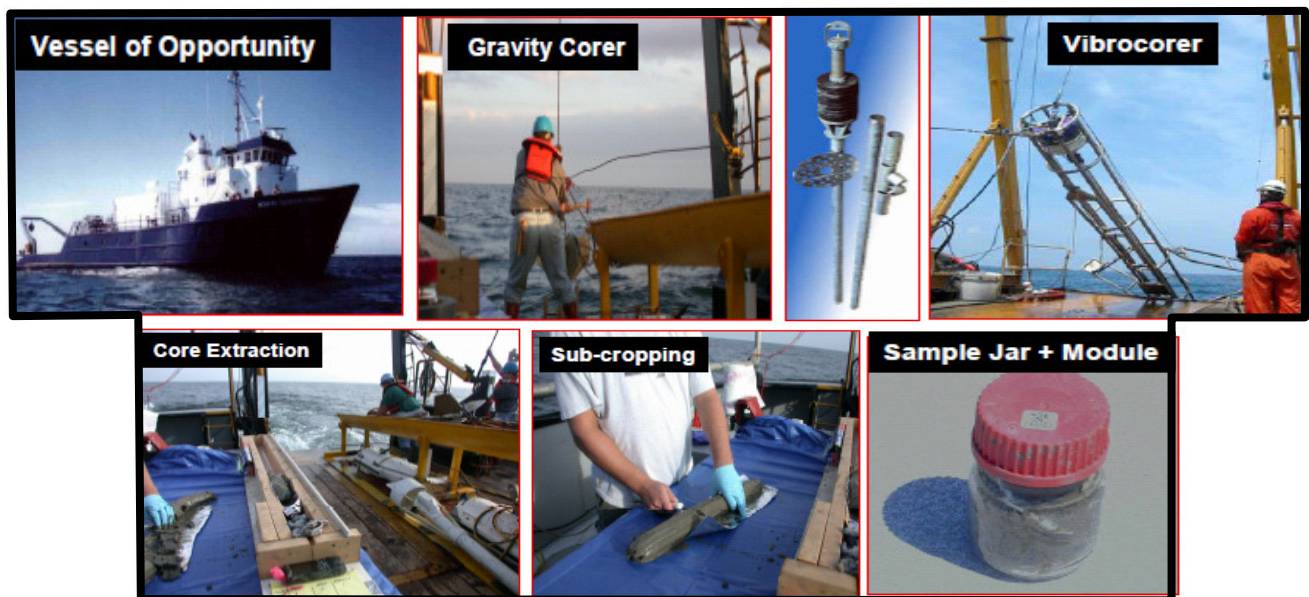 Vessel of Opportunity
Gravity Corer
Vibrocorer
Core Extraction
Sub-cropping
Sample Jar + Module